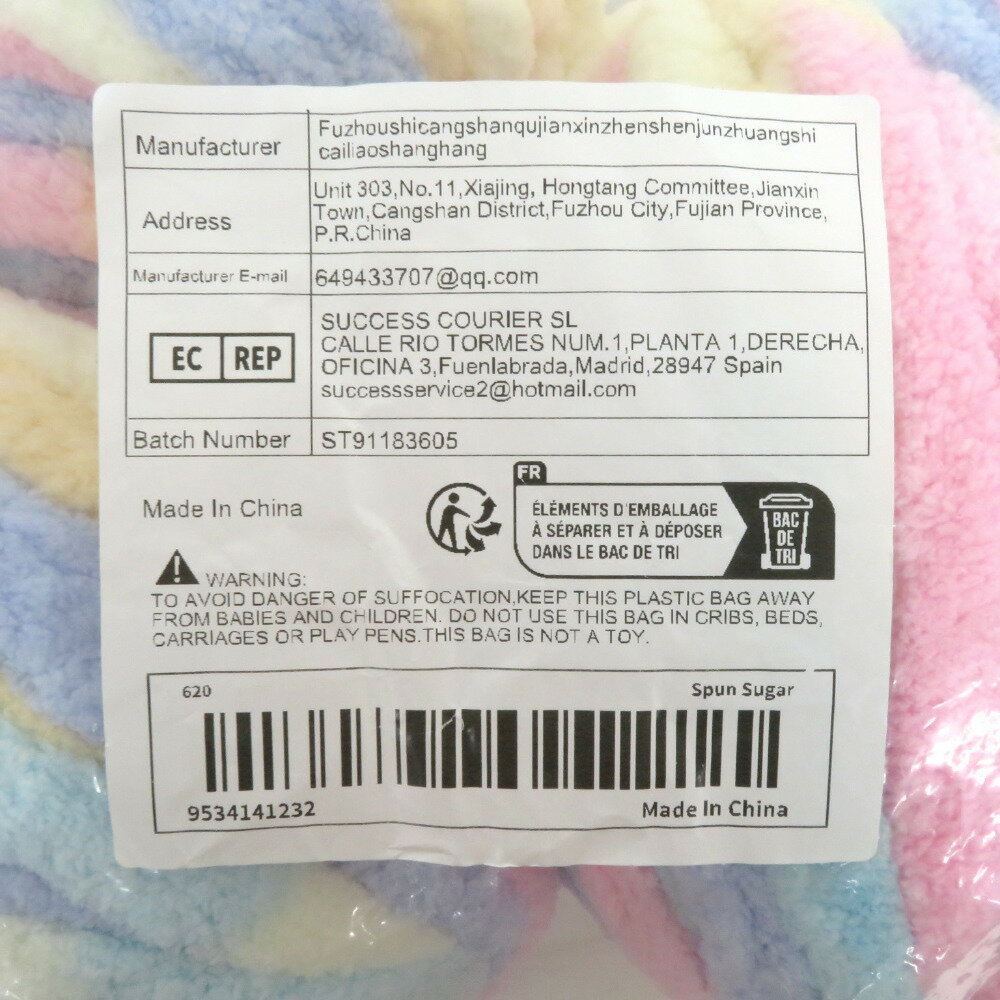 Manufacturer
Fuzhoushicangshanqujianxinzhenshenjunzhuangshi
cailiaoshanghang
Address
Unit 303,No.11,Xiajing, Hongtang Committee,Jianxin
Town,Cangshan District,Fuzhou City,Fujian Province,
P.R.China
Manufacturer E-mail
649433707@qq.com
EC REP
SUCCESS COURIER SL
CALLE RIO TORMES NUM.1,PLANTA 1,DERECHA,
OFICINA 3,Fuenlabrada,Madrid,28947 Spain
successservice2@hotmail.com
Batch Number
ST91183605
Made In China
FR
ÉLÉMENTS D'EMBALLAGE
À SÉPARER ET À DÉPOSER
DANS LE BAC DE TRI
BAC
DE
TRI
WARNING:
TO AVOID DANGER OF SUFFOCATION,KEEP THIS PLASTIC BAG AWAY
FROM BABIES AND CHILDREN. DO NOT USE THIS BAG IN CRIBS, BEDS,
CARRIAGES OR PLAY PENS.THIS BAG IS NOT A TOY.
620
Spun Sugar
9534141232
Made In China